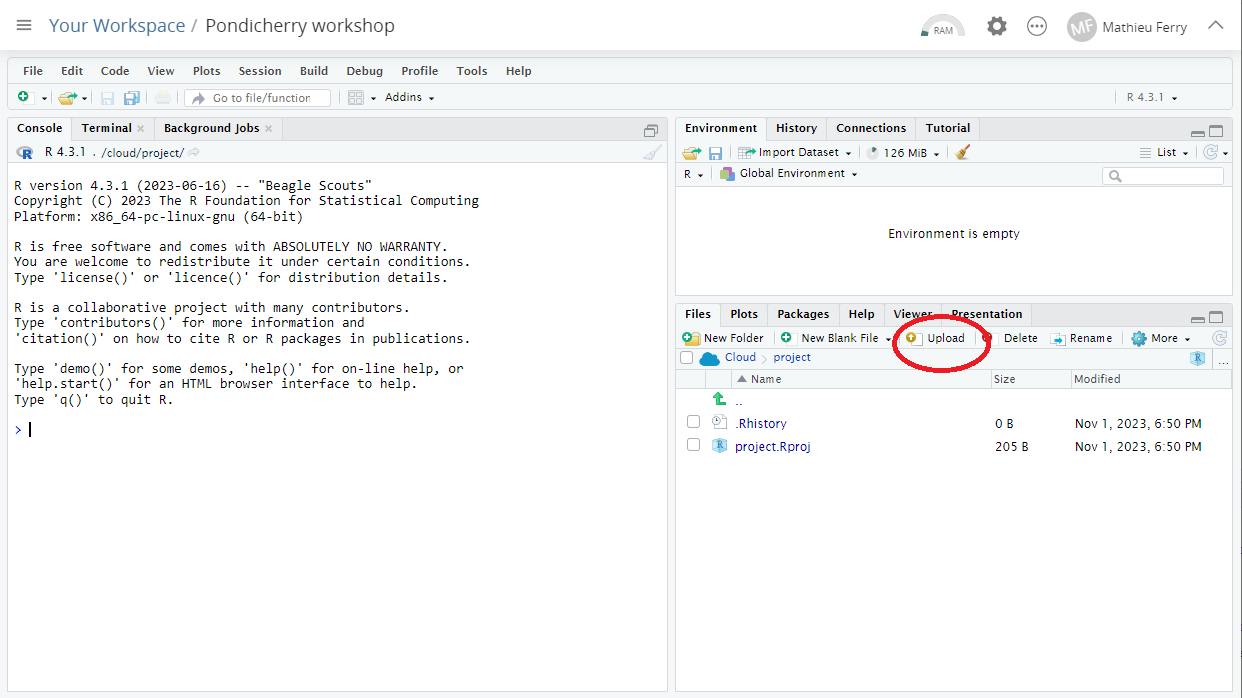 Your Workspace / Pondicherry workshop
RAM
MF
Mathieu Ferry
File Edit Code View Plots Session Build Debug Profile Tools Help
Go to file/function
Addins
R 4.3.1
Console Terminal Background Jobs
R 4.3.1 . /cloud/project/
R version 4.3.1 (2023-06-16) -- "Beagle Scouts"
Copyright (C) 2023 The R Foundation for Statistical Computing
Platform: x86_64-pc-linux-gnu (64-bit)
R is free software and comes with ABSOLUTELY NO WARRANTY.
You are welcome to redistribute it under certain conditions.
Type 'license()' or 'licence()' for distribution details.
R is a collaborative project with many contributors.
Type 'contributors()' for more information and
'citation()' on how to cite R or R packages in publications.
Type 'demo()' for some demos, 'help()' for on-line help, or
'help.start()' for an HTML browser interface to help.
Type 'q()' to quit R.
>
Environment History Connections Tutorial
Import Dataset 126 MiB List
R Global Environment
Environment is empty
Files Plots Packages Help Viewer Presentation
New Folder New Blank File Upload Delete Rename More
Cloud project R ...
Name Size Modified
..
.Rhistory 0 B Nov 1, 2023, 6:50 PM
project.Rproj 205 B Nov 1, 2023, 6:50 PM